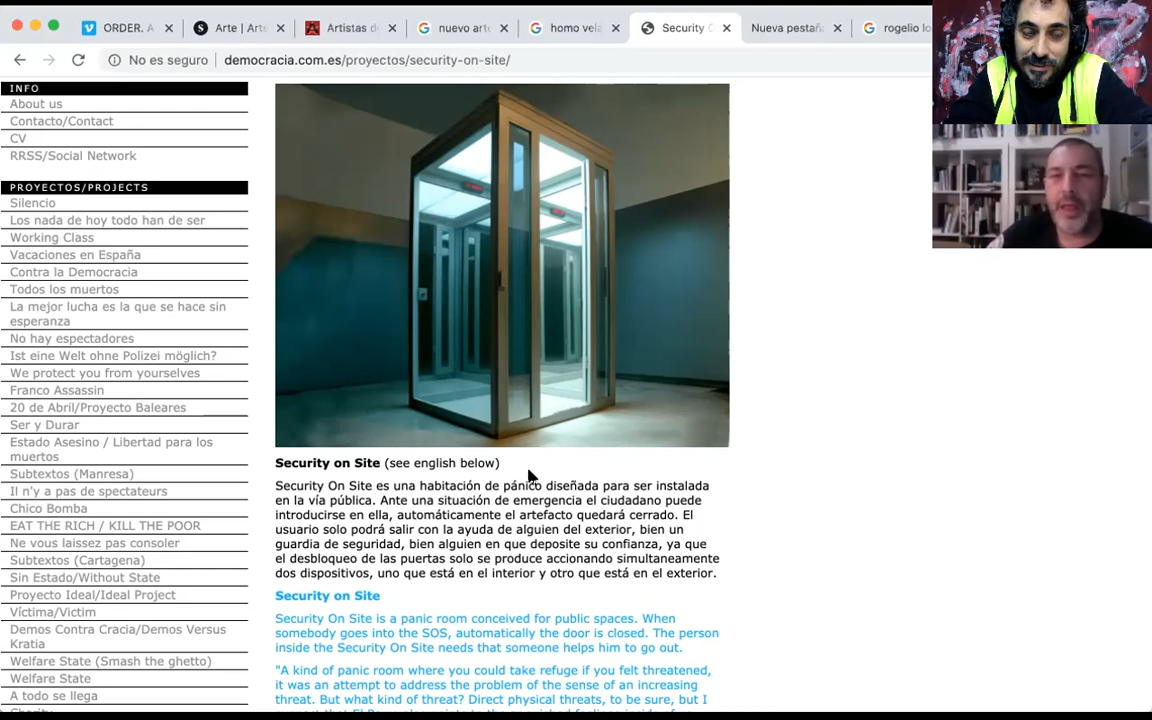 ORDER. A
Arte | Arte
Artistas d
nuevo art
homo vela
Security
Nueva pestañ
rogelio lo
No es seguro
democracia.com.es/proyectos/security-on-site/
INFO
About us
Contacto/Contact
CV
RRSS/Social Network
PROYECTOS/PROJECTS
Silencio
Los nada de hoy todo han de ser
Working Class
Vacaciones en España
Contra la Democracia
Todos los muertos
La mejor lucha es la que se hace sin
esperanza
No hay espectadores
Ist eine Welt ohne Polizei möglich?
We protect you from yourselves
Franco Assassin
20 de Abril/Proyecto Baleares
Ser y Durar
Estado Asesino / Libertad para los
muertos
Subtextos (Manresa)
Il n'y a pas de spectateurs
Chico Bomba
EAT THE RICH / KILL THE POOR
Ne vous laissez pas consoler
Subtextos (Cartagena)
Sin Estado/Without State
Proyecto Ideal/Ideal Project
Víctima/Victim
Demos Contra Cracia/Demos Versus
Kratia
Welfare State (Smash the ghetto)
Welfare State
A todo se llega
Charity
Security on Site (see english below)
Security On Site es una habitación de pánico diseñada para ser instalada
en la vía pública. Ante una situación de emergencia el ciudadano puede
introducirse en ella, automáticamente el artefacto quedará cerrado. El
usuario solo podrá salir con la ayuda de alguien del exterior, bien un
guardia de seguridad, bien alguien en que deposite su confianza, ya que
el desbloqueo de las puertas solo se produce accionando simultaneamente
dos dispositivos, uno que está en el interior y otro que está en el exterior.
Security on Site
Security On Site is a panic room conceived for public spaces. When
somebody goes into the SOS, automatically the door is closed. The person
inside the Security On Site needs that someone helps him to go out.
"A kind of panic room where you could take refuge if you felt threatened,
it was an attempt to address the problem of the sense of an increasing
threat. But what kind of threat? Direct physical threats, to be sure, but I